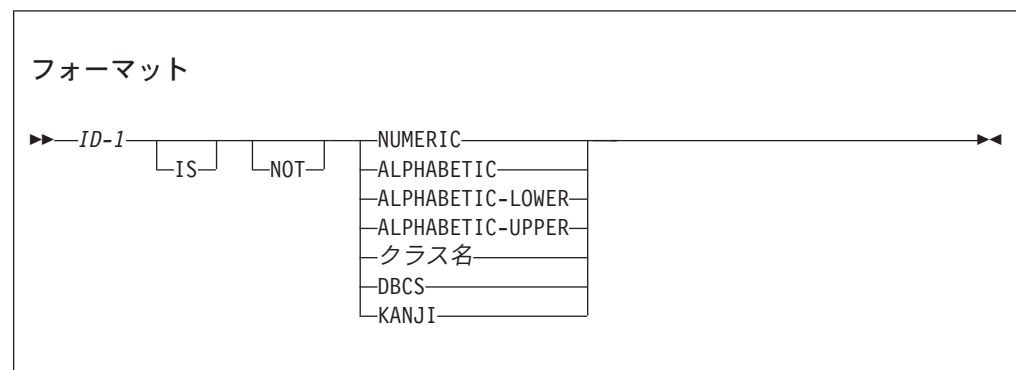 フォーマット
ID-1 IS NOT NUMERIC
ALPHABETIC
ALPHABETIC-LOWER
ALPHABETIC-UPPER
クラス名
DBCS
KANJI